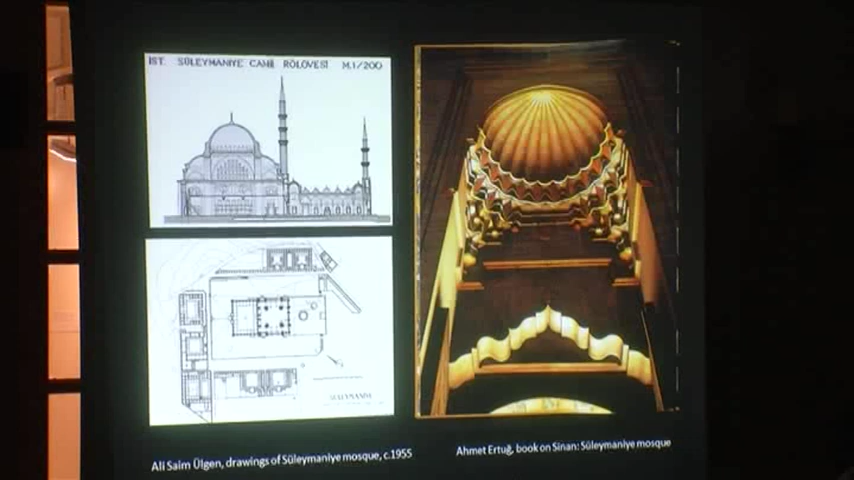 IST. SÜLEYMANIYE CAMİİ RÖLÖVESİ M.1/200
SÜLEYMANİYE
Ali Saim Ülgen, drawings of Süleymaniye mosque, c.1955
Ahmet Ertuğ, book on Sinan: Süleymaniye mosque